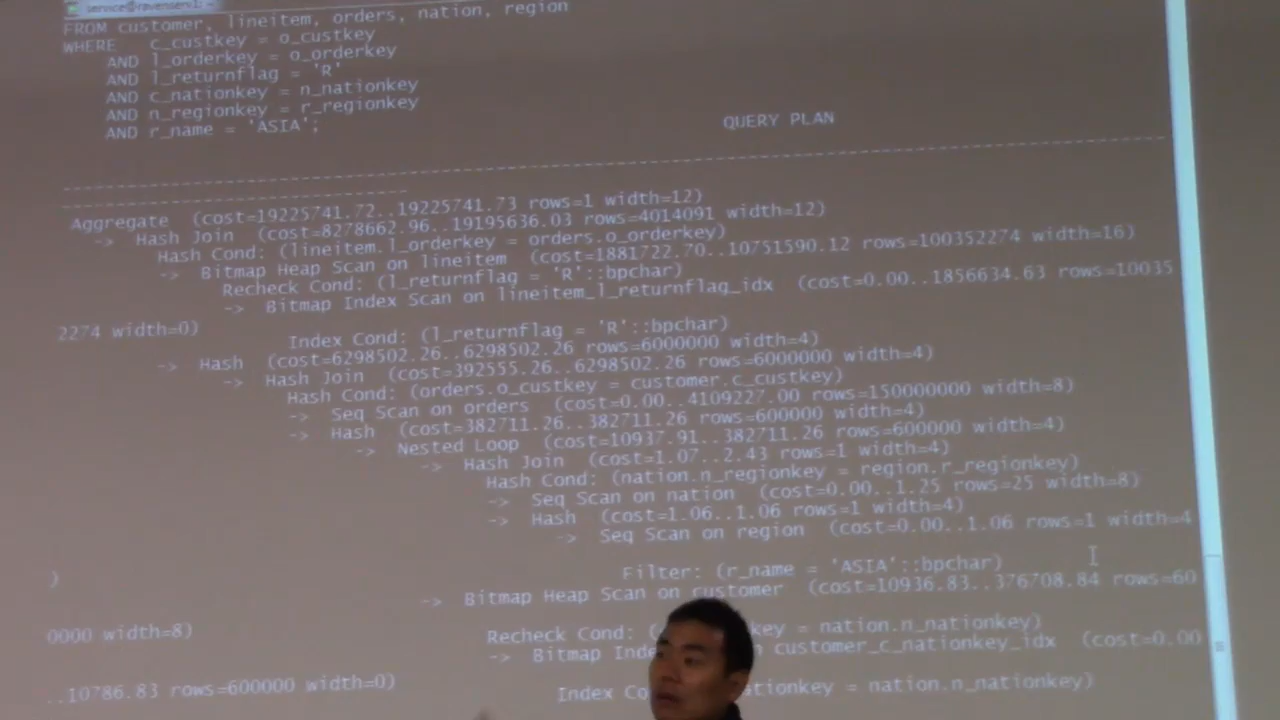 FROM customer, lineitem, orders, nation, region
WHERE c_custkey = o_custkey
AND l_orderkey = o_orderkey
AND l_returnflag = 'R'
AND c_nationkey = n_nationkey
AND n_regionkey = r_regionkey
AND r_name = 'ASIA';
QUERY PLAN
Aggregate (cost=19225741.72..19225741.73 rows=1 width=12)
-> Hash Join (cost=8278662.96..19195636.03 rows=4014091 width=12)
Hash Cond: (lineitem.l_orderkey = orders.o_orderkey)
-> Bitmap Heap Scan on lineitem (cost=1881722.70..10751590.12 rows=100352274 width=16)
Recheck Cond: (l_returnflag = 'R'::bpchar)
-> Bitmap Index Scan on lineitem_l_returnflag_idx (cost=0.00..1856634.63 rows=10035
2274 width=0)
Index Cond: (l_returnflag = 'R'::bpchar)
-> Hash (cost=6298502.26..6298502.26 rows=6000000 width=4)
-> Hash Join (cost=392555.26..6298502.26 rows=6000000 width=4)
Hash Cond: (orders.o_custkey = customer.c_custkey)
-> Seq Scan on orders (cost=0.00..4109227.00 rows=150000000 width=8)
-> Hash (cost=382711.26..382711.26 rows=600000 width=4)
-> Nested Loop (cost=10937.91..382711.26 rows=600000 width=4)
-> Hash Join (cost=1.07..2.43 rows=1 width=4)
Hash Cond: (nation.n_regionkey = region.r_regionkey)
-> Seq Scan on nation (cost=0.00..1.25 rows=25 width=8)
-> Hash (cost=1.06..1.06 rows=1 width=4)
-> Seq Scan on region (cost=0.00..1.06 rows=1 width=4
)
Filter: (r_name = 'ASIA'::bpchar)
-> Bitmap Heap Scan on customer (cost=10936.83..376708.84 rows=60
0000 width=8)
Recheck Cond: ( key = nation.n_nationkey)
-> Bitmap Inde customer_c_nationkey_idx (cost=0.00
..10786.83 rows=600000 width=0)
Index Co tionkey = nation.n_nationkey)